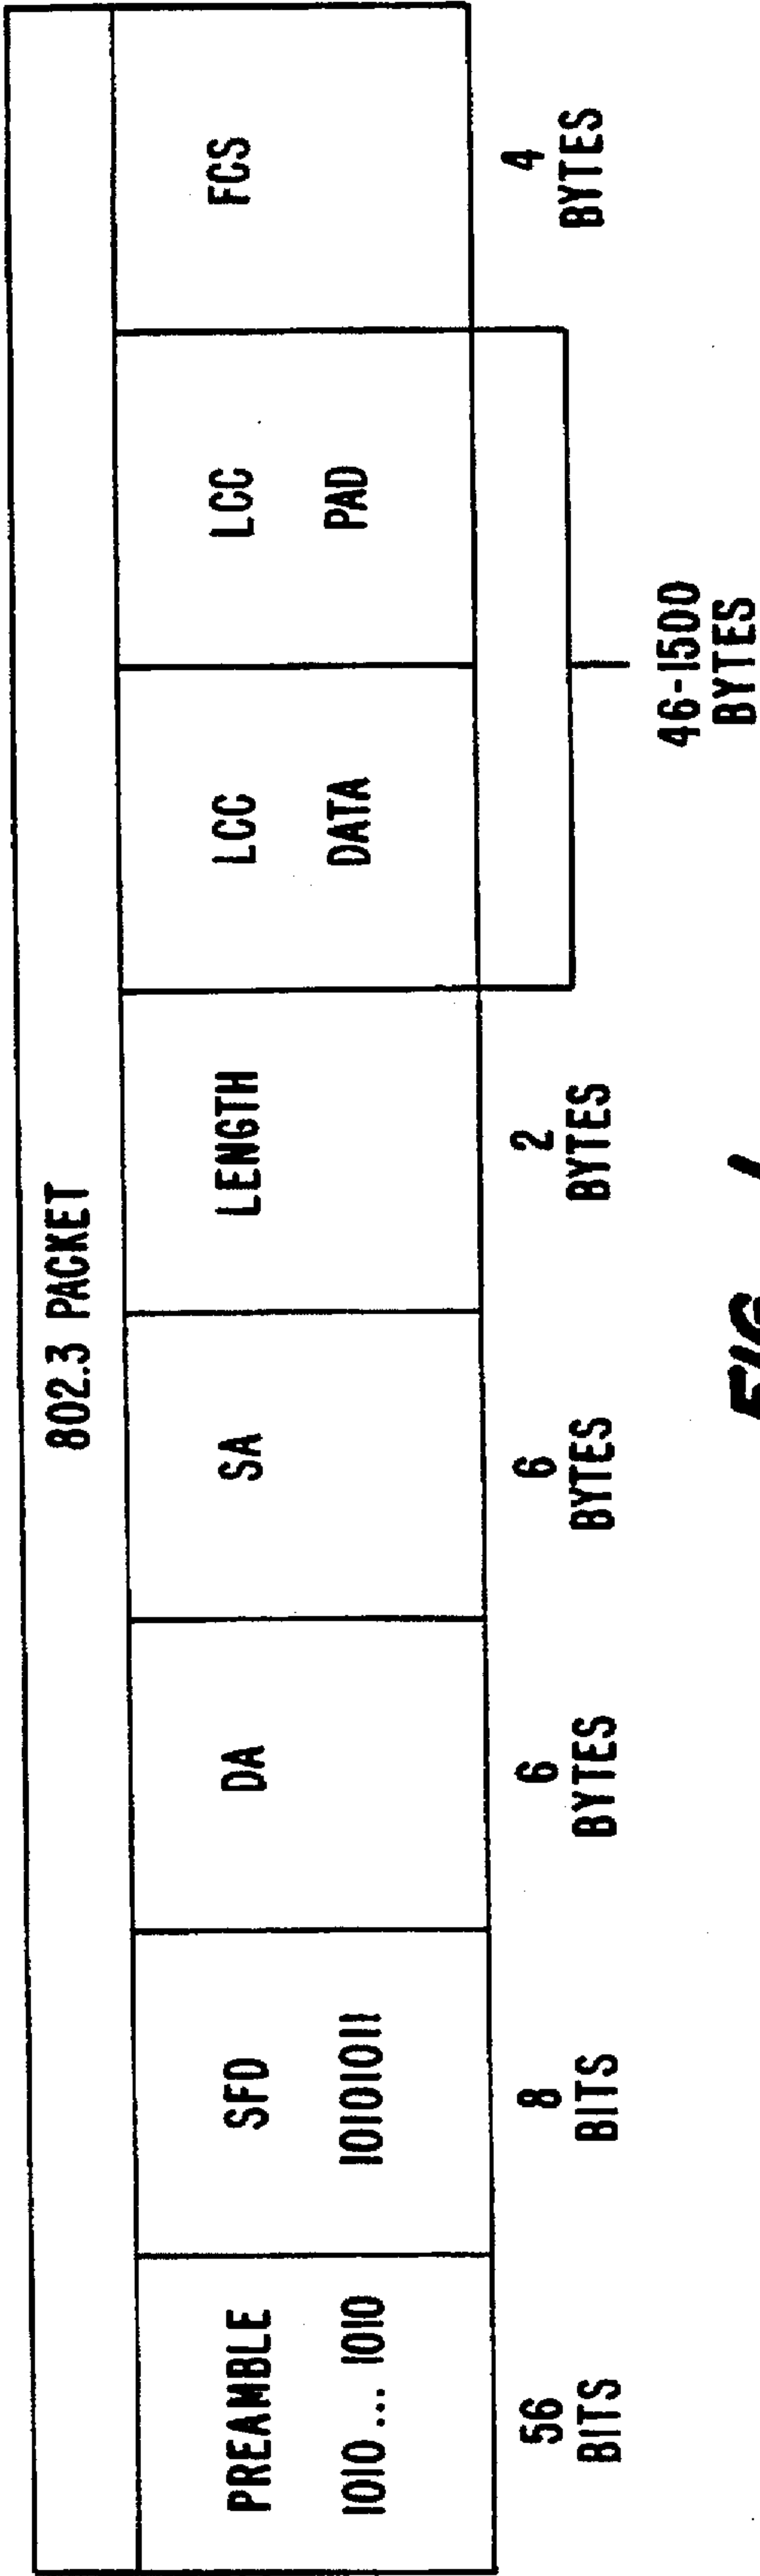 802.3 PACKET
PREAMBLE
1010 ... 1010
SFD
10101011
DA
SA
LENGTH
LCC
DATA
LCC
PAD
FCS
56
BITS
8
BITS
6
BYTES
6
BYTES
2
BYTES
46-1500
BYTES
4
BYTES